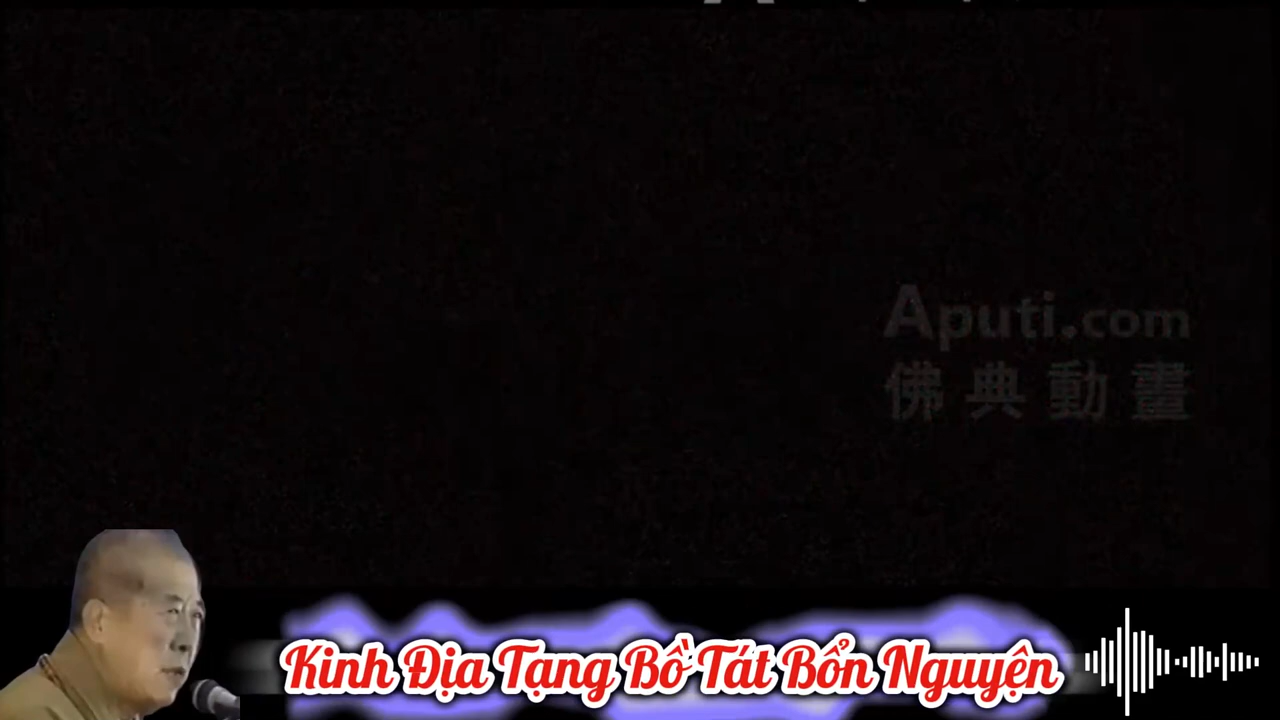 Aputi.com
佛典動畫
Kinh Địa Tạng Bồ Tát Bổn Nguyện